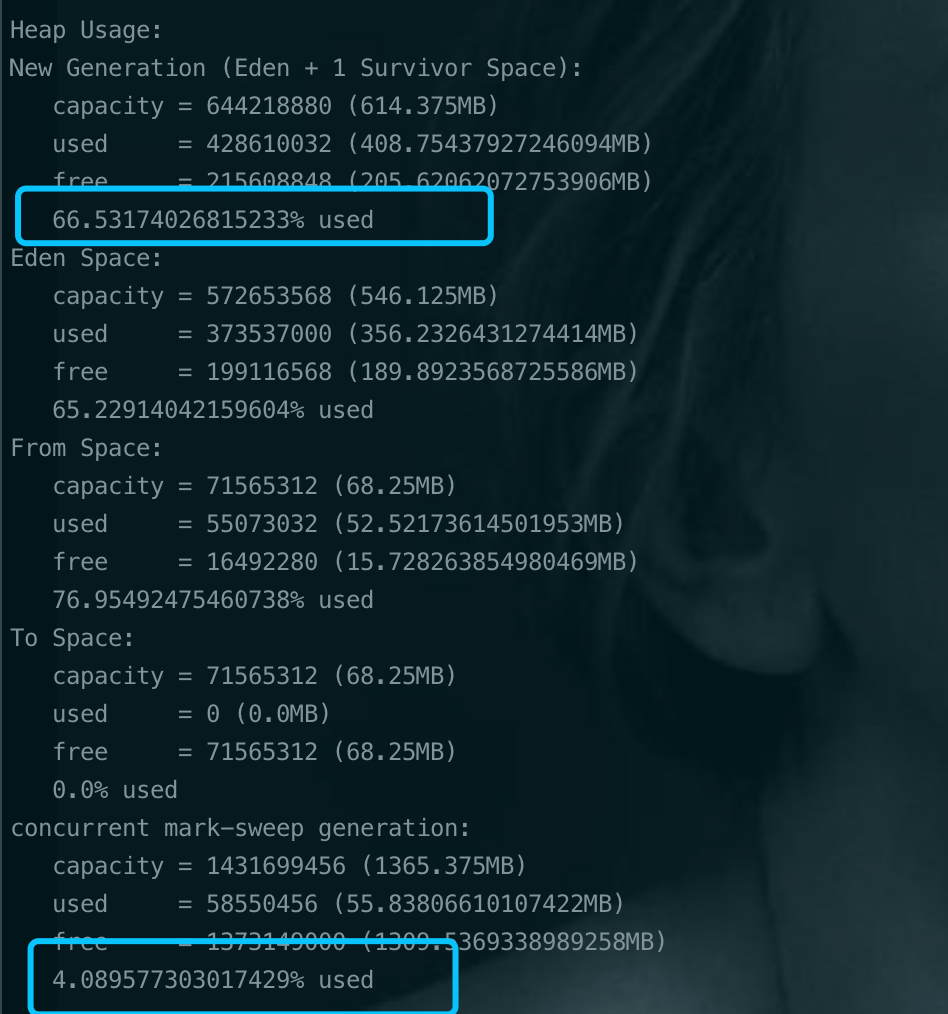 Heap Usage:
New Generation (Eden + 1 Survivor Space):
capacity = 644218880 (614.375MB)
used = 428610032 (408.75437927246094MB)
free = 215608848 (205.62062072753906MB)
66.53174026815233% used
Eden Space:
capacity = 572653568 (546.125MB)
used = 373537000 (356.2326431274414MB)
free = 199116568 (189.8923568725586MB)
65.22914042159604% used
From Space:
capacity = 71565312 (68.25MB)
used = 55073032 (52.52173614501953MB)
free = 16492280 (15.728263854980469MB)
76.95492475460738% used
To Space:
capacity = 71565312 (68.25MB)
used = 0 (0.0MB)
free = 71565312 (68.25MB)
0.0% used
concurrent mark-sweep generation:
capacity = 1431699456 (1365.375MB)
used = 58550456 (55.83806610107422MB)
free = 1373149000 (1309.5369338989258MB)
4.089577303017429% used